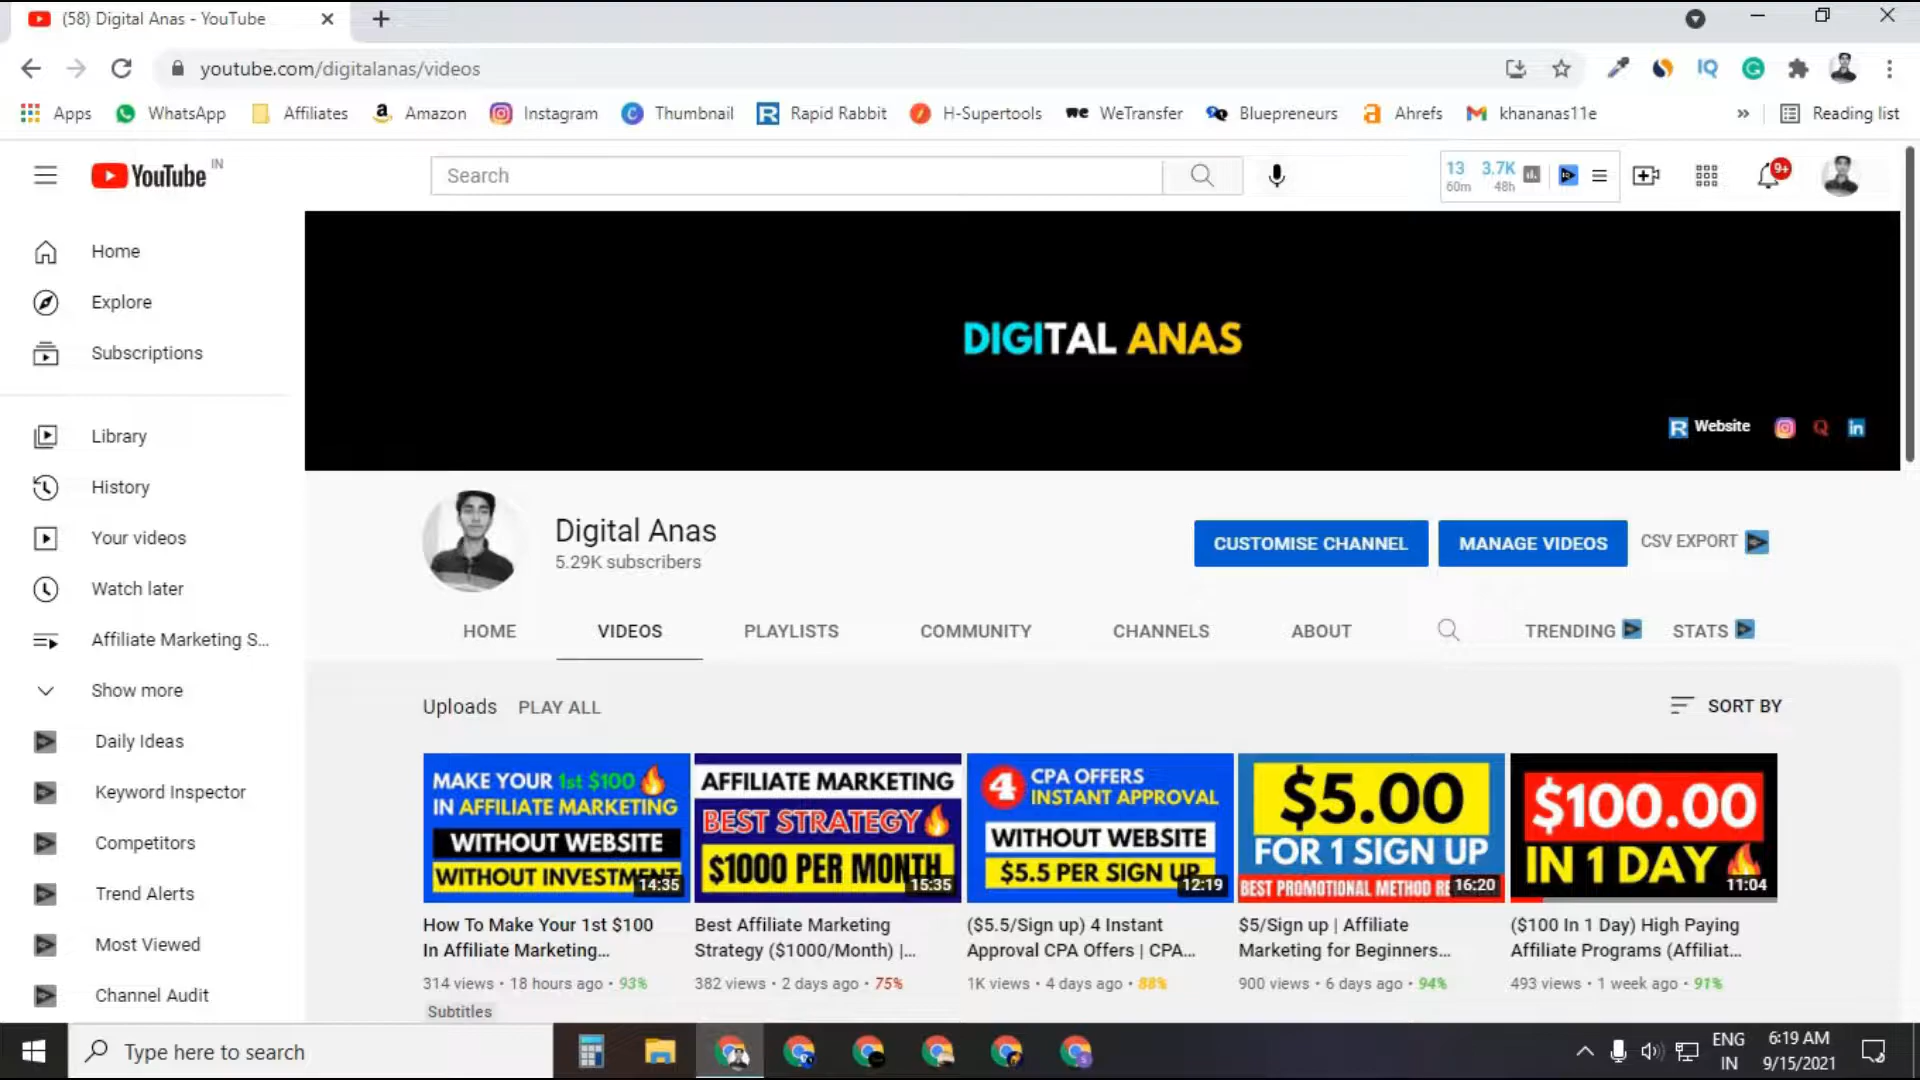 (58) Digital Anas - YouTube
youtube.com/digitalanas/videos
IQ
Apps WhatsApp Affiliates Amazon Instagram Thumbnail Rapid Rabbit H-Supertools WeTransfer Bluepreneurs Ahrefs khananas11e » Reading list
YouTube IN
Search
13 3.7K
60m 48h
9+
Home
Explore
Subscriptions
Library
History
Your videos
Watch later
Affiliate Marketing S...
Show more
Daily Ideas
Keyword Inspector
Competitors
Trend Alerts
Most Viewed
Channel Audit
DIGITAL ANAS
Website
Digital Anas
5.29K subscribers
CUSTOMISE CHANNEL MANAGE VIDEOS CSV EXPORT
HOME VIDEOS PLAYLISTS COMMUNITY CHANNELS ABOUT TRENDING STATS
Uploads PLAY ALL SORT BY
MAKE YOUR 1st $100
IN AFFILIATE MARKETING
WITHOUT WEBSITE
WITHOUT INVESTMENT
14:35
How To Make Your 1st $100
In Affiliate Marketing...
314 views • 18 hours ago • 93%
Subtitles
AFFILIATE MARKETING
BEST STRATEGY
$1000 PER MONTH
15:35
Best Affiliate Marketing
Strategy ($1000/Month) |...
382 views • 2 days ago • 75%
4 CPA OFFERS
INSTANT APPROVAL
WITHOUT WEBSITE
$5.5 PER SIGN UP
12:19
($5.5/Sign up) 4 Instant
Approval CPA Offers | CPA...
1K views • 4 days ago • 88%
$5.00
FOR 1 SIGN UP
BEST PROMOTIONAL METHOD
16:20
$5/Sign up | Affiliate
Marketing for Beginners...
900 views • 6 days ago • 94%
$100.00
IN 1 DAY
11:04
($100 In 1 Day) High Paying
Affiliate Programs (Affiliat...
493 views • 1 week ago • 91%
Type here to search
ENG
IN
6:19 AM
9/15/2021